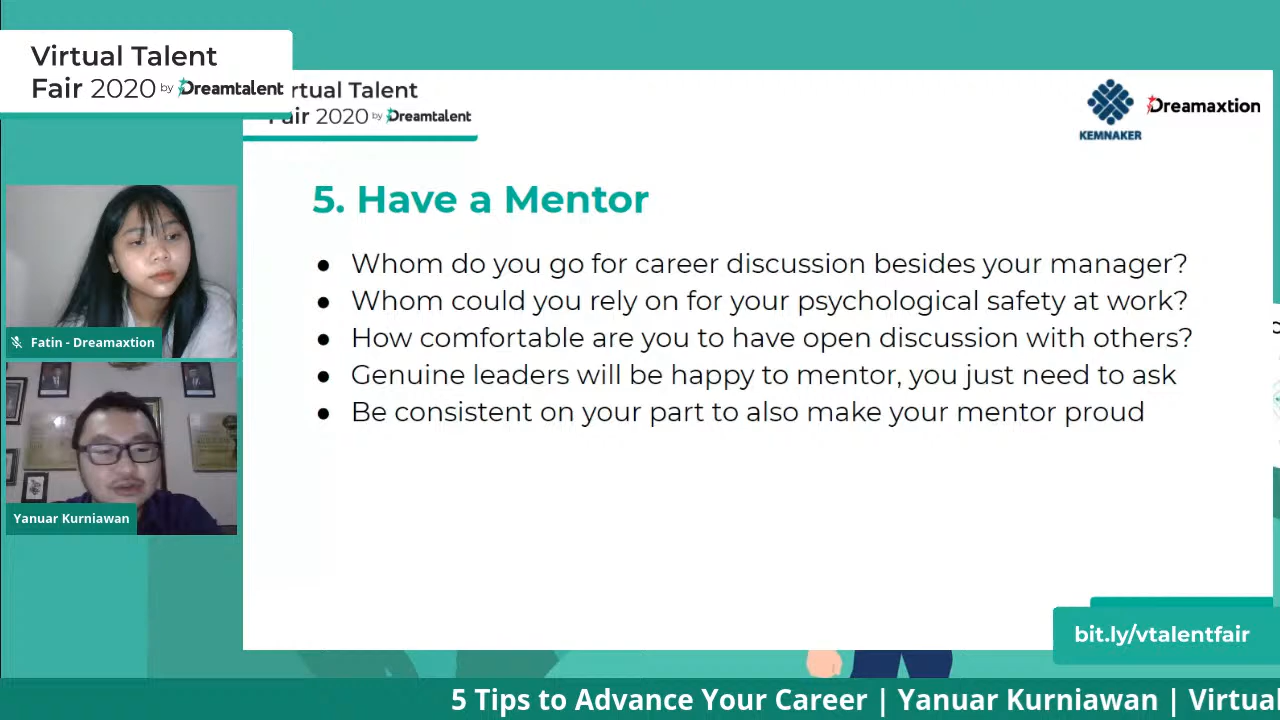 Virtual Talent
Fair 2020 by Dreamtalent
rtual Talent
Fair 2020 by Dreamtalent
KEMNAKER
Dreamaxtion
5. Have a Mentor
● Whom do you go for career discussion besides your manager?
● Whom could you rely on for your psychological safety at work?
● How comfortable are you to have open discussion with others?
● Genuine leaders will be happy to mentor, you just need to ask
● Be consistent on your part to also make your mentor proud
Fatin - Dreamaxtion
Yanuar Kurniawan
bit.ly/vtalentfair
5 Tips to Advance Your Career | Yanuar Kurniawan | Virtua